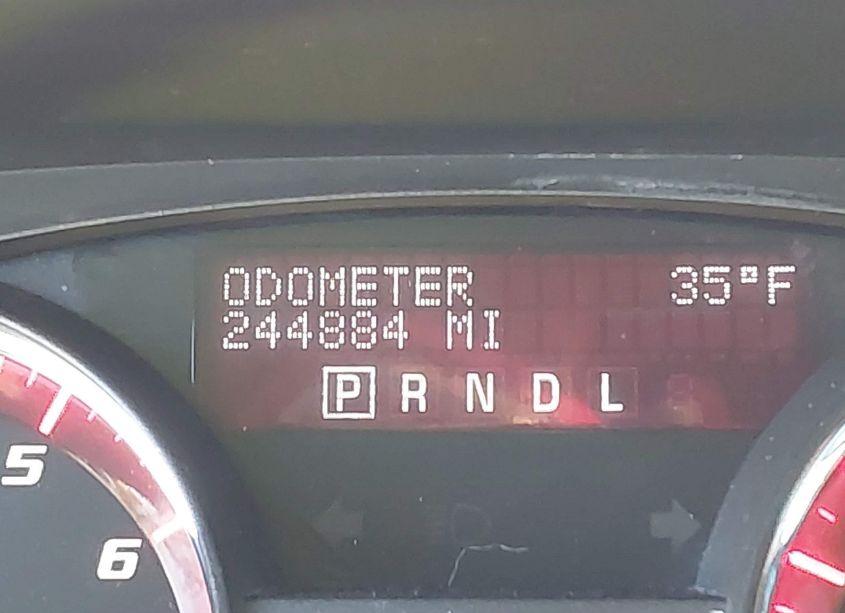 ODOMETER 35°F
244884 MI
P R N D L
5
6